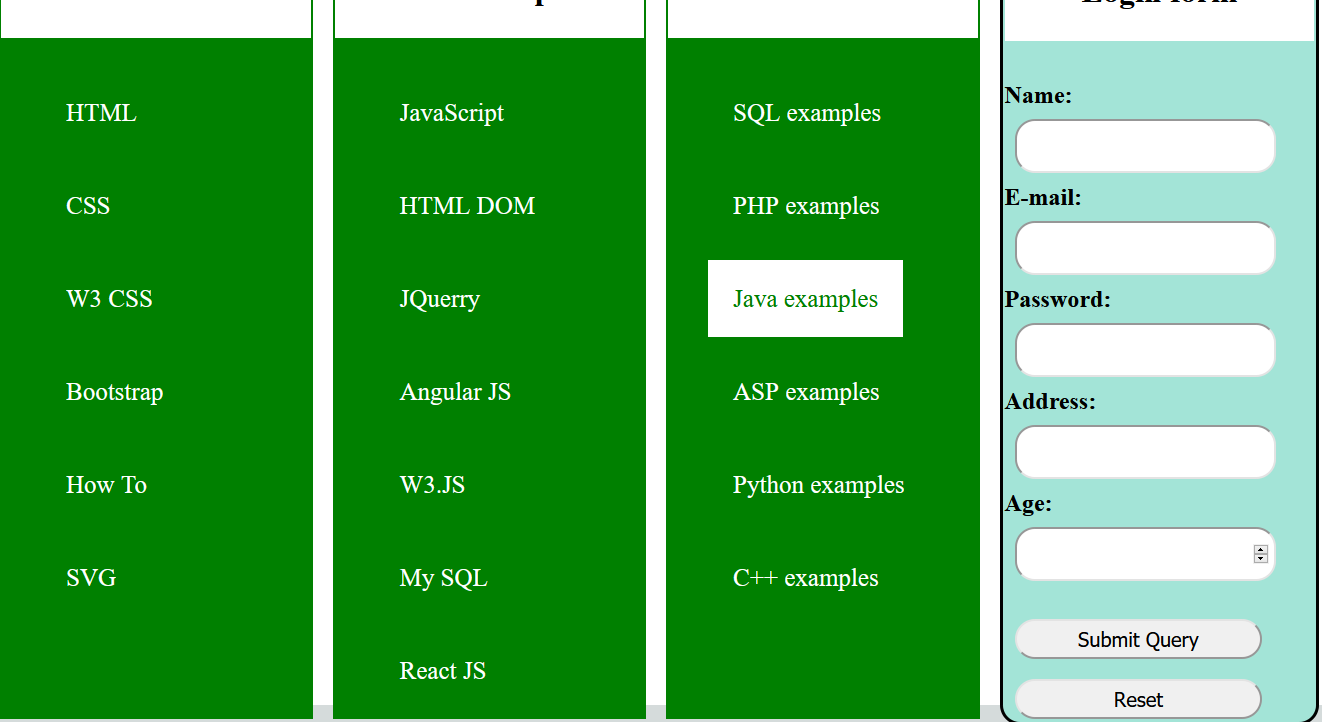 Login form
HTML
CSS
W3 CSS
Bootstrap
How To
SVG
JavaScript
HTML DOM
JQuerry
Angular JS
W3.JS
My SQL
React JS
SQL examples
PHP examples
Java examples
ASP examples
Python examples
C++ examples
Name:
E-mail:
Password:
Address:
Age:
Submit Query
Reset